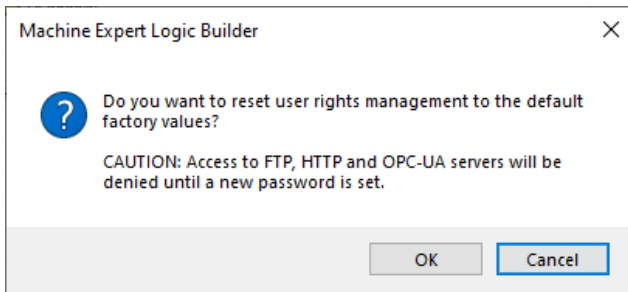 Machine Expert Logic Builder
Do you want to reset user rights management to the default
factory values?
CAUTION: Access to FTP, HTTP and OPC-UA servers will be
denied until a new password is set.
OK
Cancel